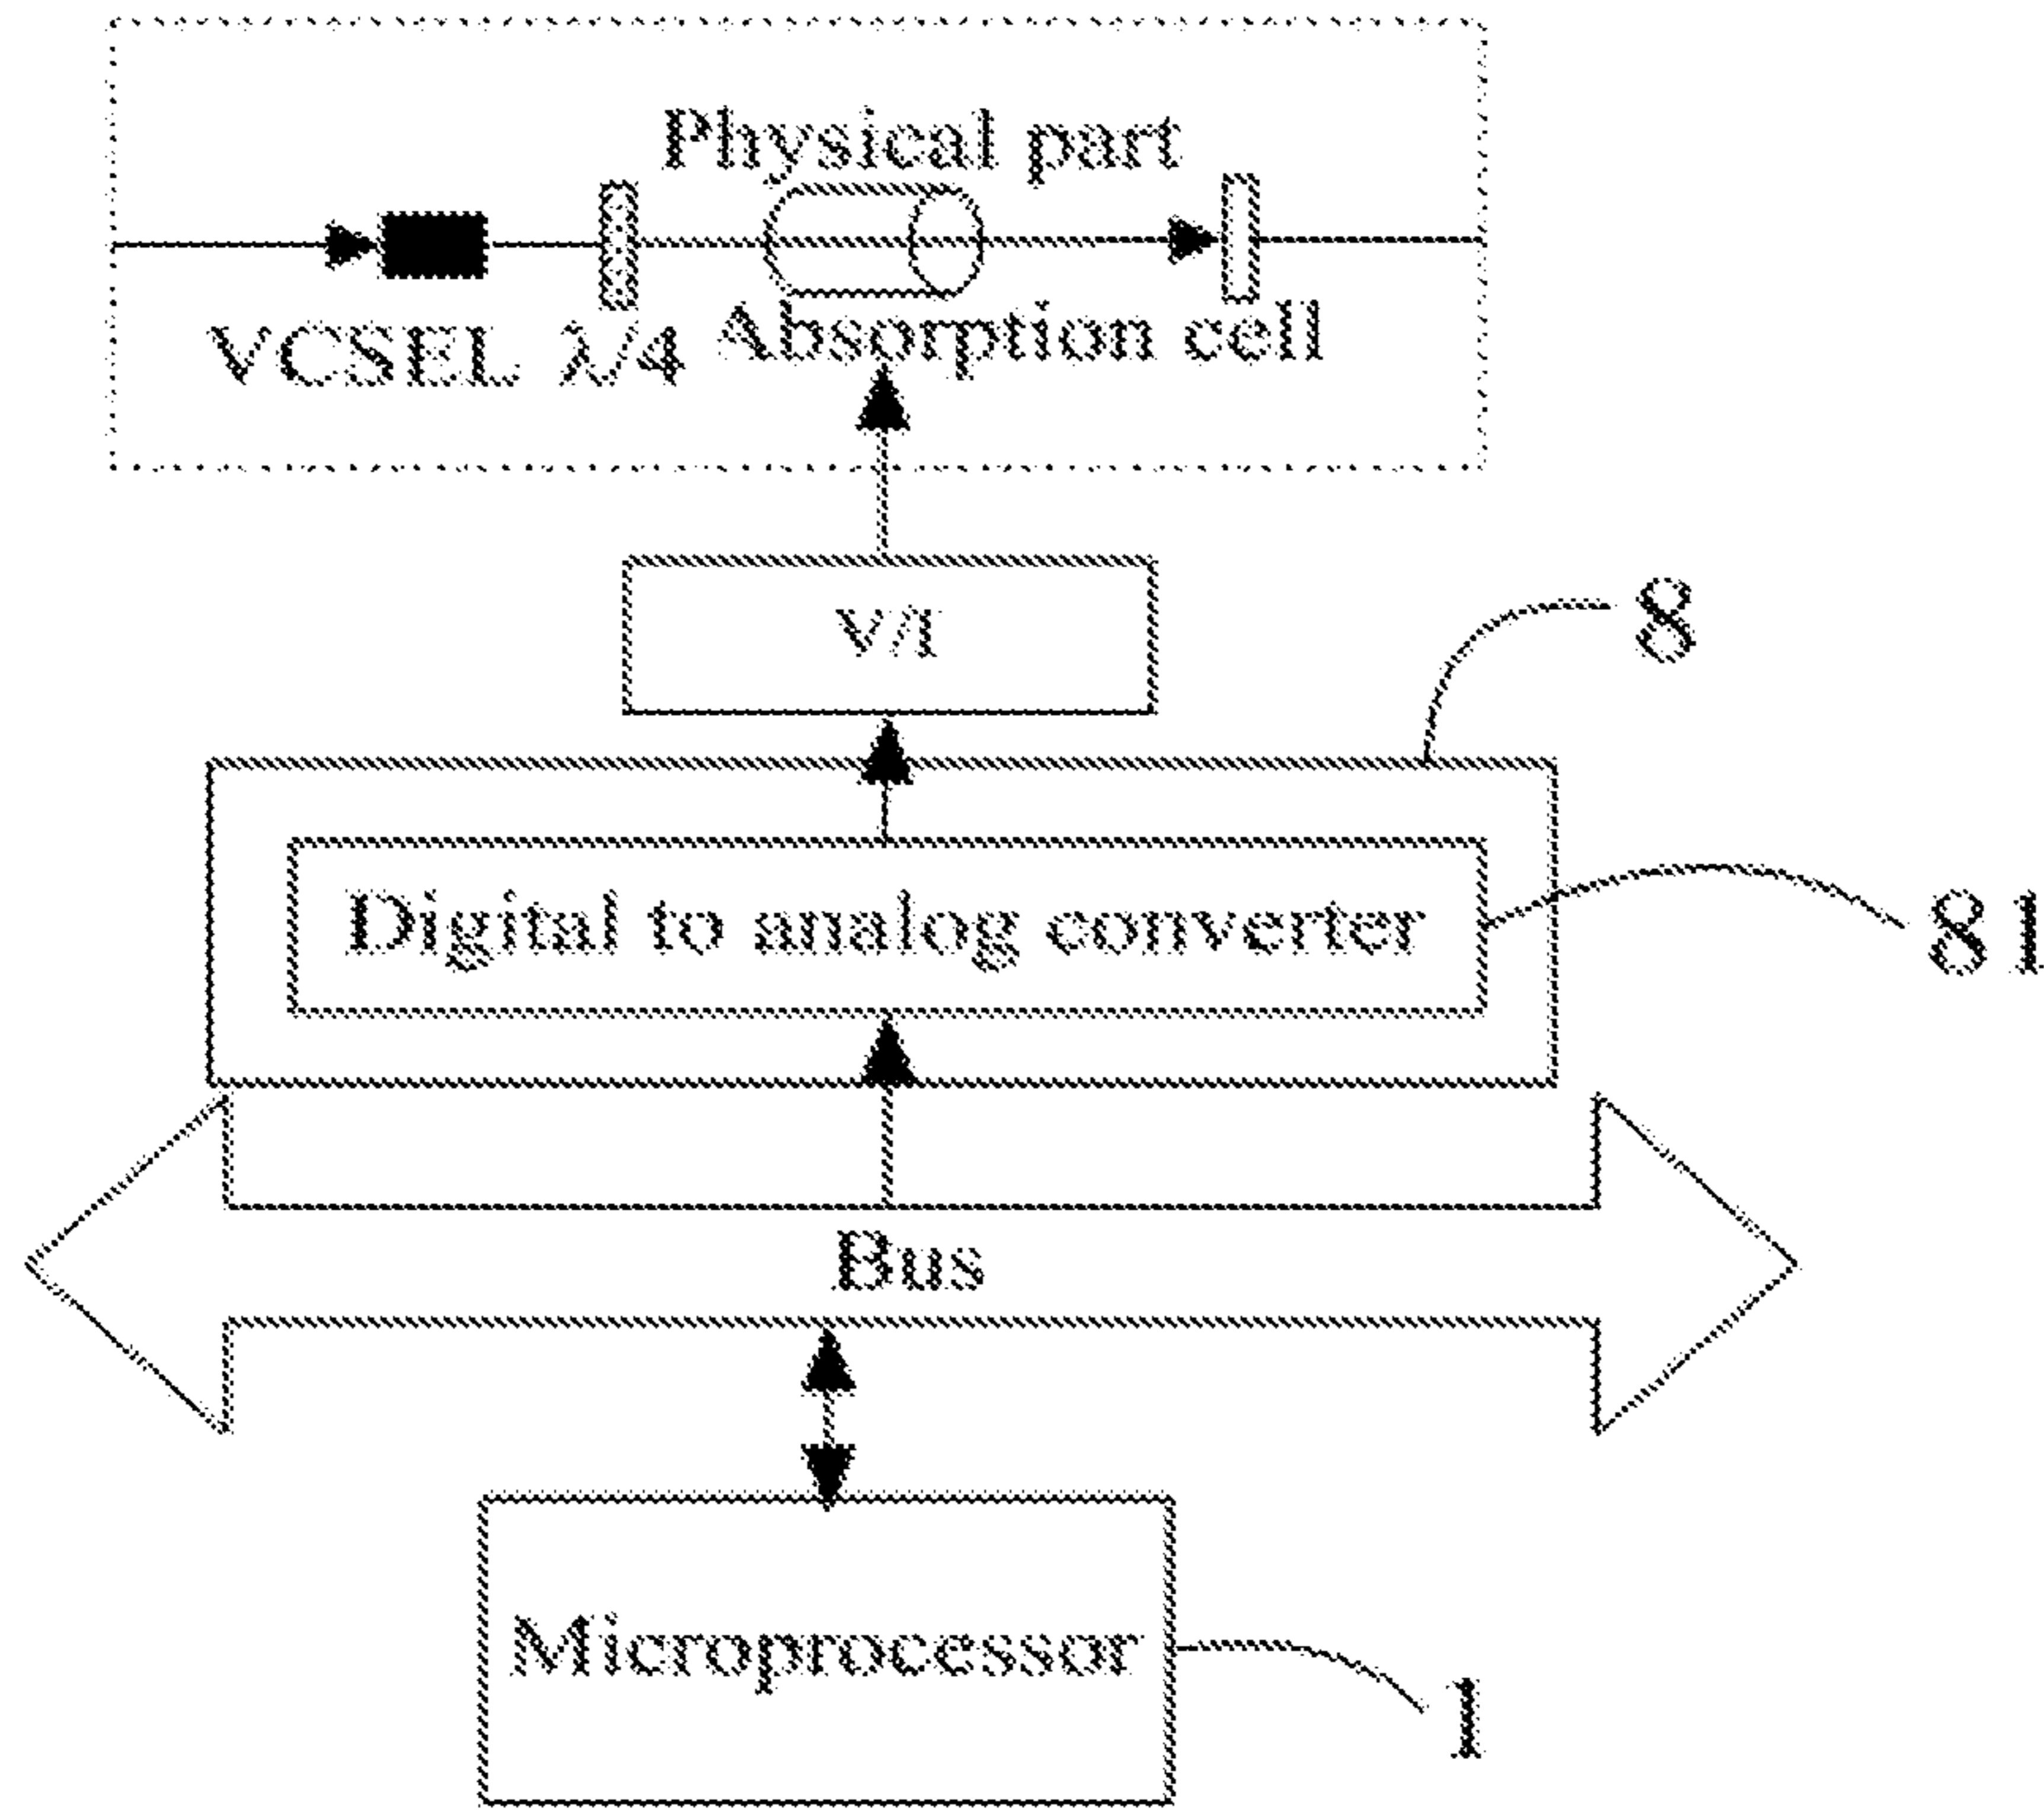 Physical part
VCSEL λ/4 Absorption cell
V/I
8
Digital to analog converter
81
Bus
Microprocessor
1